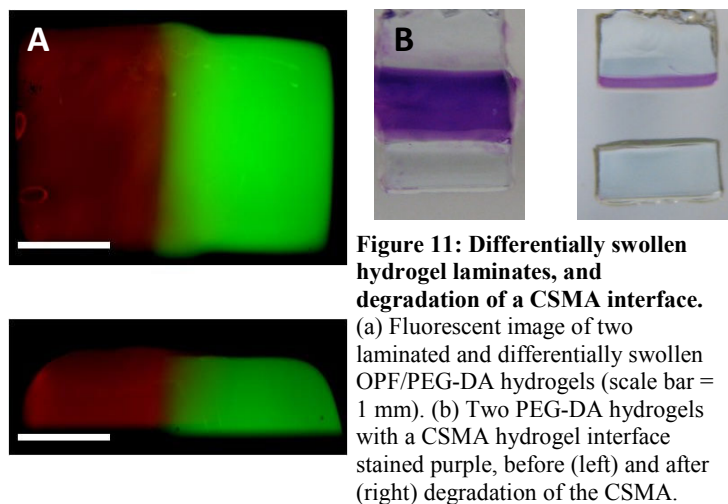 A
B
Figure 11: Differentially swollen
hydrogel laminates, and
degradation of a CSMA interface.
(a) Fluorescent image of two
laminated and differentially swollen
OPF/PEG-DA hydrogels (scale bar =
1 mm). (b) Two PEG-DA hydrogels
with a CSMA hydrogel interface
stained purple, before (left) and after
(right) degradation of the CSMA.